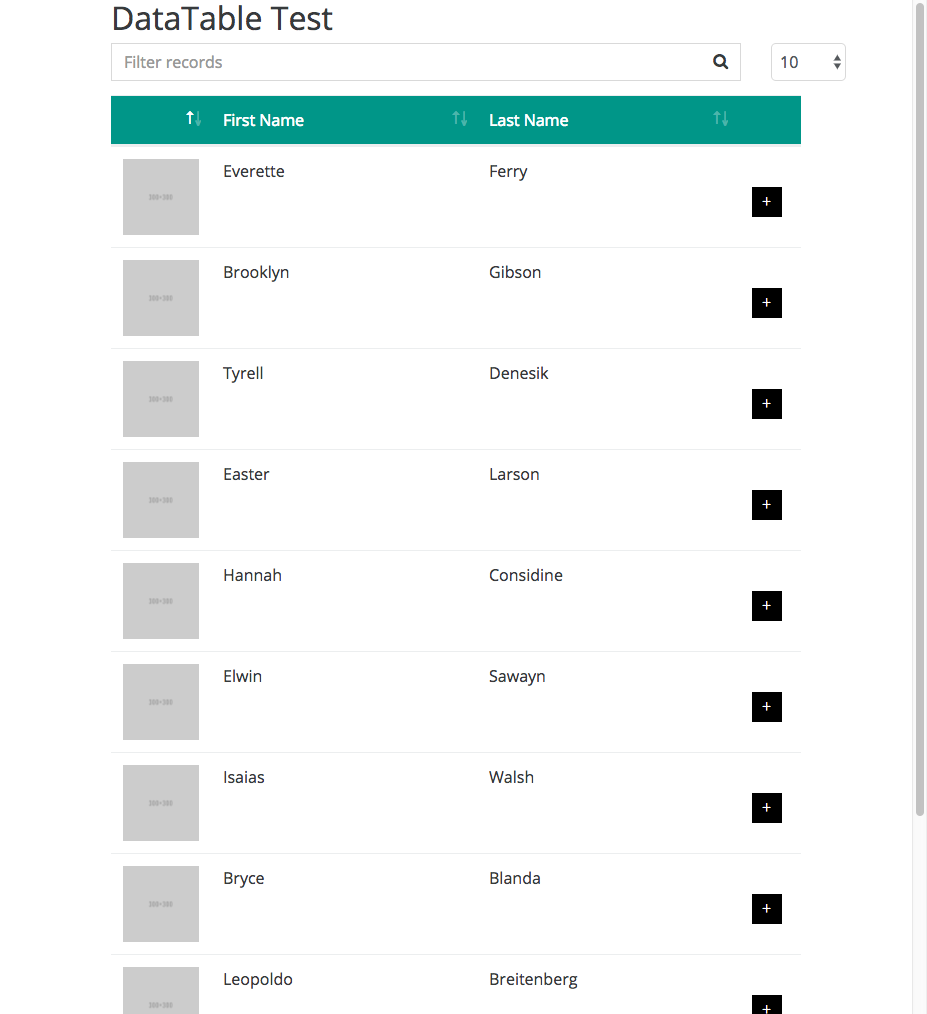 DataTable Test
Filter records
10
First Name Last Name
300×300 Everette Ferry +
300×300 Brooklyn Gibson +
300×300 Tyrell Denesik +
300×300 Easter Larson +
300×300 Hannah Considine +
300×300 Elwin Sawayn +
300×300 Isaias Walsh +
300×300 Bryce Blanda +
300×300 Leopoldo Breitenberg +